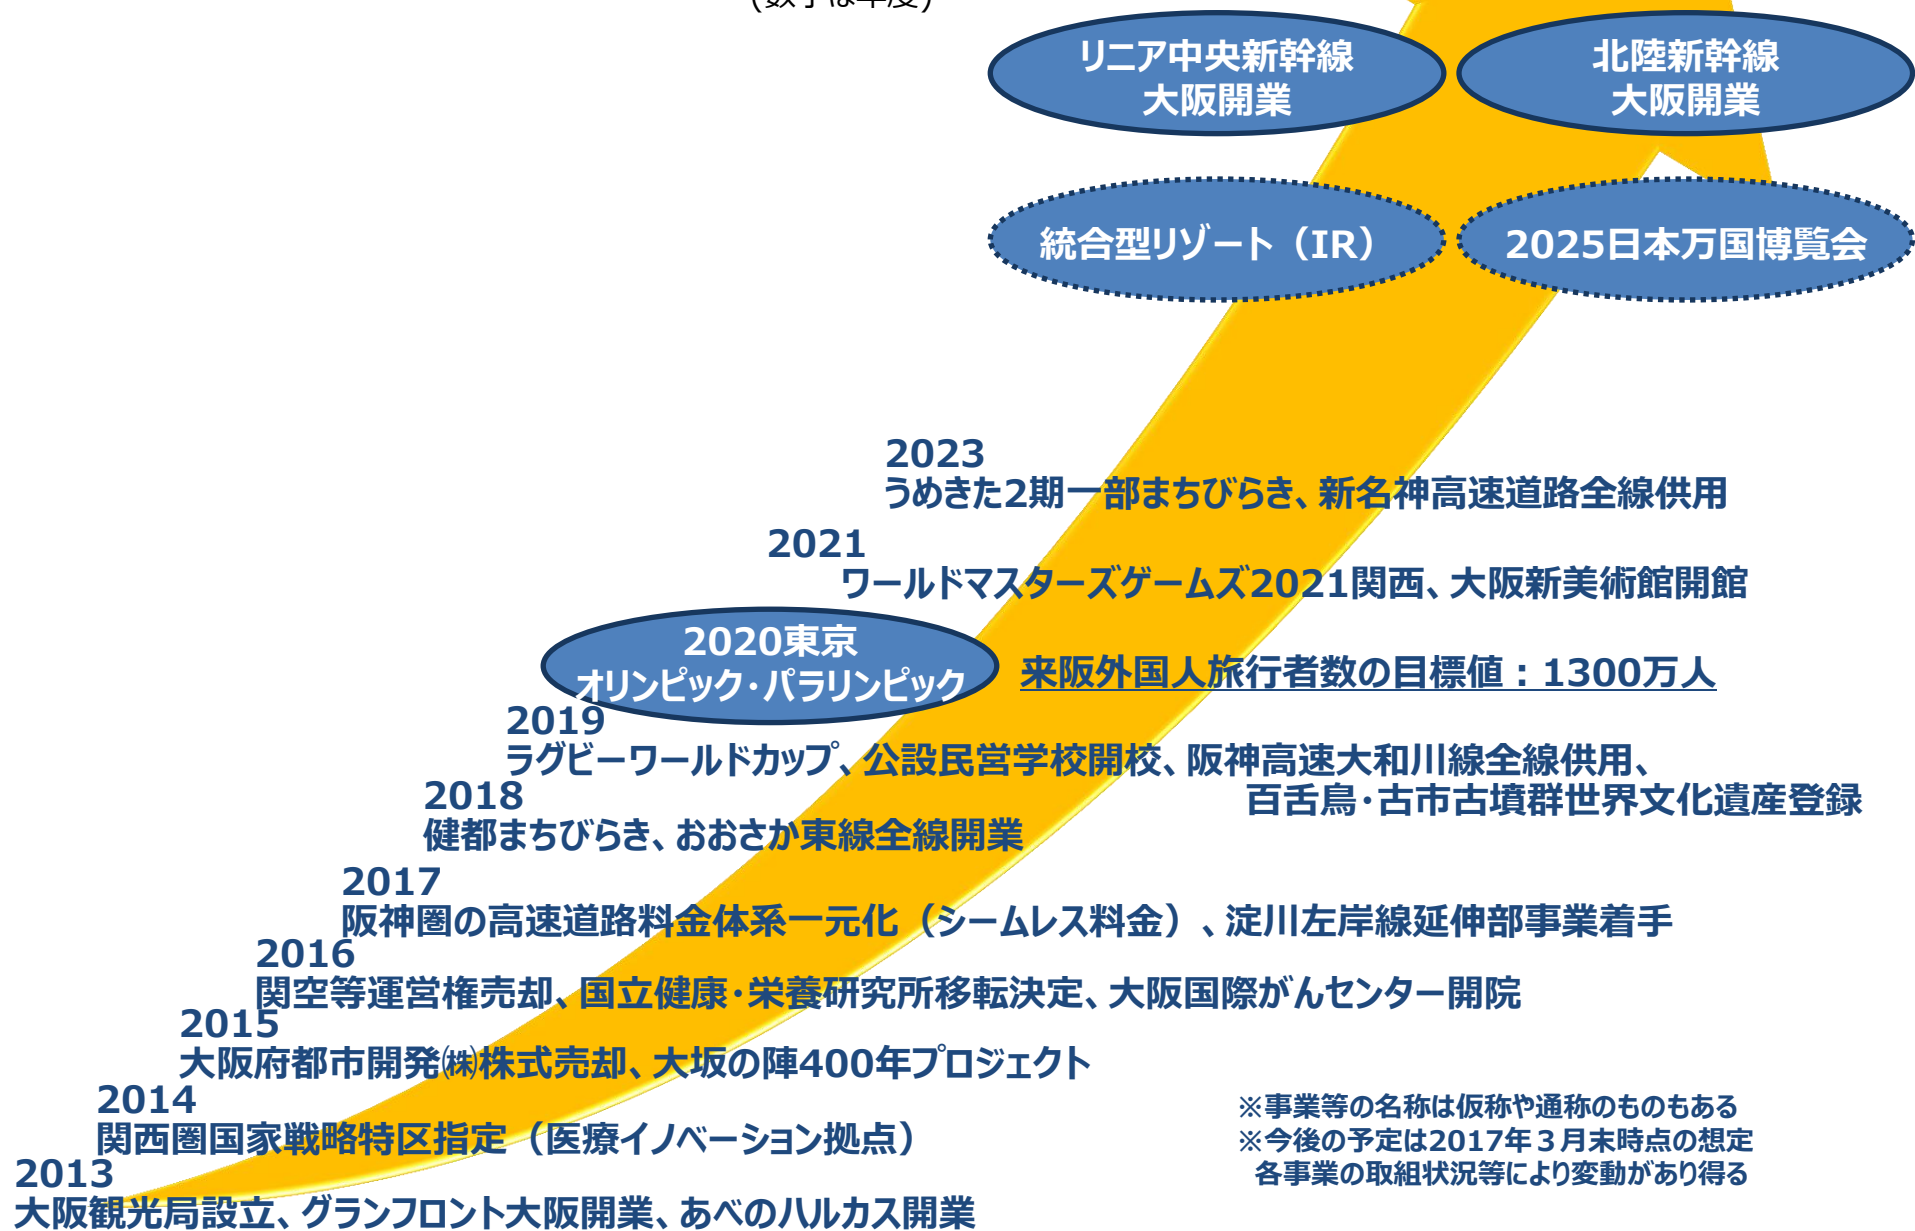 (数字は年度)
リニア中央新幹線
大阪開業
北陸新幹線
大阪開業
統合型リゾート（IR）
2025日本万国博覧会
2023
うめきた2期一部まちびらき、新名神高速道路全線供用
2021
ワールドマスターズゲームズ2021関西、大阪新美術館開館
2020東京
オリンピック・パラリンピック
来阪外国人旅行者数の目標値：1300万人
2019
ラグビーワールドカップ、公設民営学校開校、阪神高速大和川線全線供用、
百舌鳥・古市古墳群世界文化遺産登録
2018
健都まちびらき、おおさか東線全線開業
2017
阪神圏の高速道路料金体系一元化（シームレス料金）、淀川左岸線延伸部事業着手
2016
関空等運営権売却、国立健康・栄養研究所移転決定、大阪国際がんセンター開院
2015
大阪府都市開発㈱株式売却、大坂の陣400年プロジェクト
2014
関西圏国家戦略特区指定（医療イノベーション拠点）
2013
大阪観光局設立、グランフロント大阪開業、あべのハルカス開業
※事業等の名称は仮称や通称のものもある
※今後の予定は2017年３月末時点の想定
各事業の取組状況等により変動があり得る